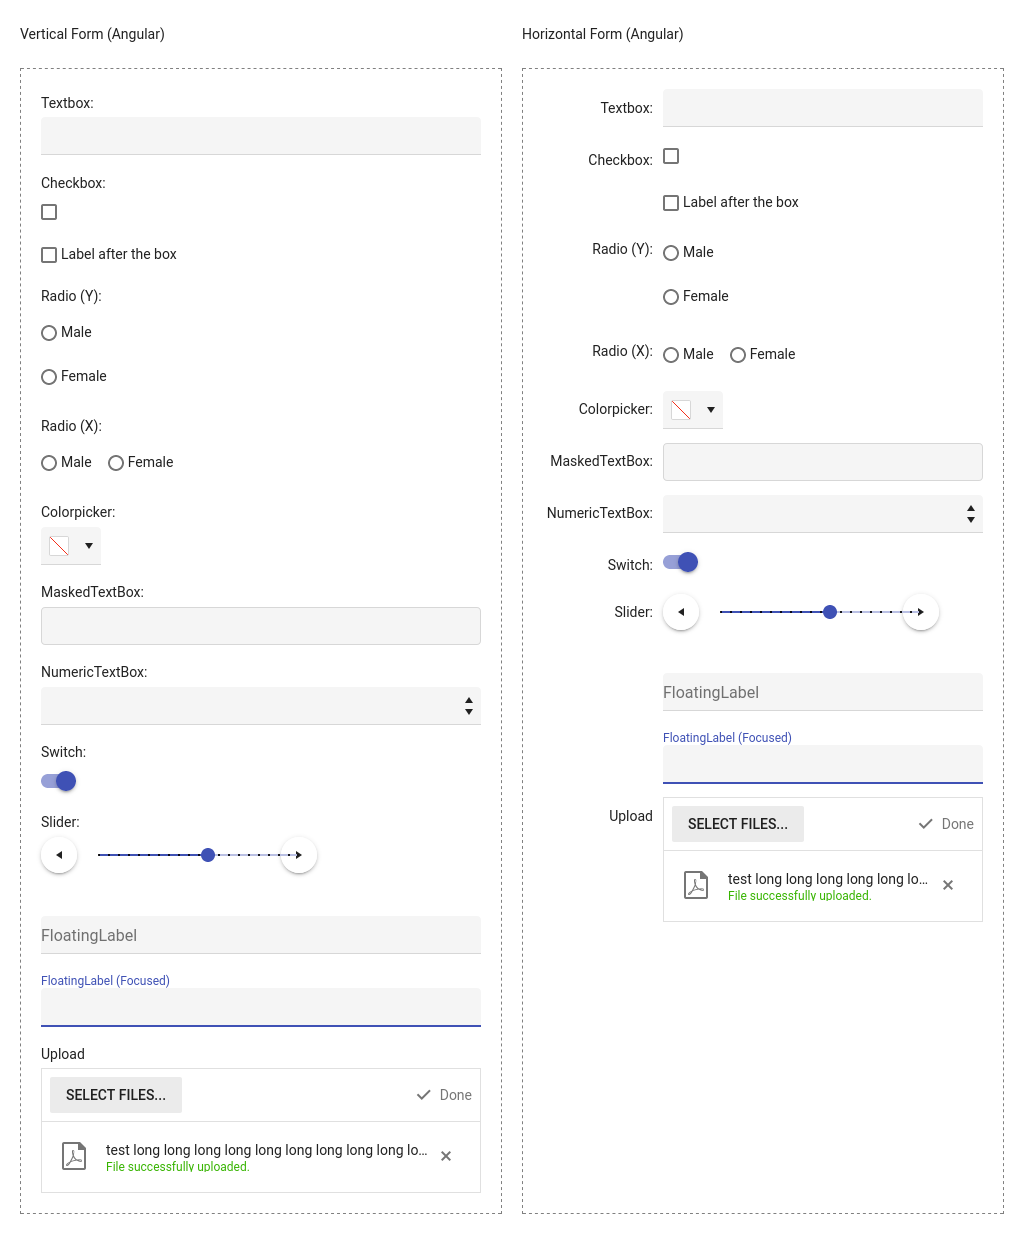 Vertical Form (Angular)
Textbox:
Checkbox:
Label after the box
Radio (Y):
Male
Female
Radio (X):
Male Female
Colorpicker:
MaskedTextBox:
NumericTextBox:
Switch:
Slider:
FloatingLabel
FloatingLabel (Focused)
Upload
SELECT FILES... Done
test long long long long long long long long long lo...
File successfully uploaded.
Horizontal Form (Angular)
Textbox:
Checkbox:
Label after the box
Radio (Y): Male
Female
Radio (X): Male Female
Colorpicker:
MaskedTextBox:
NumericTextBox:
Switch:
Slider:
FloatingLabel
FloatingLabel (Focused)
Upload SELECT FILES... Done
test long long long long long lo...
File successfully uploaded.